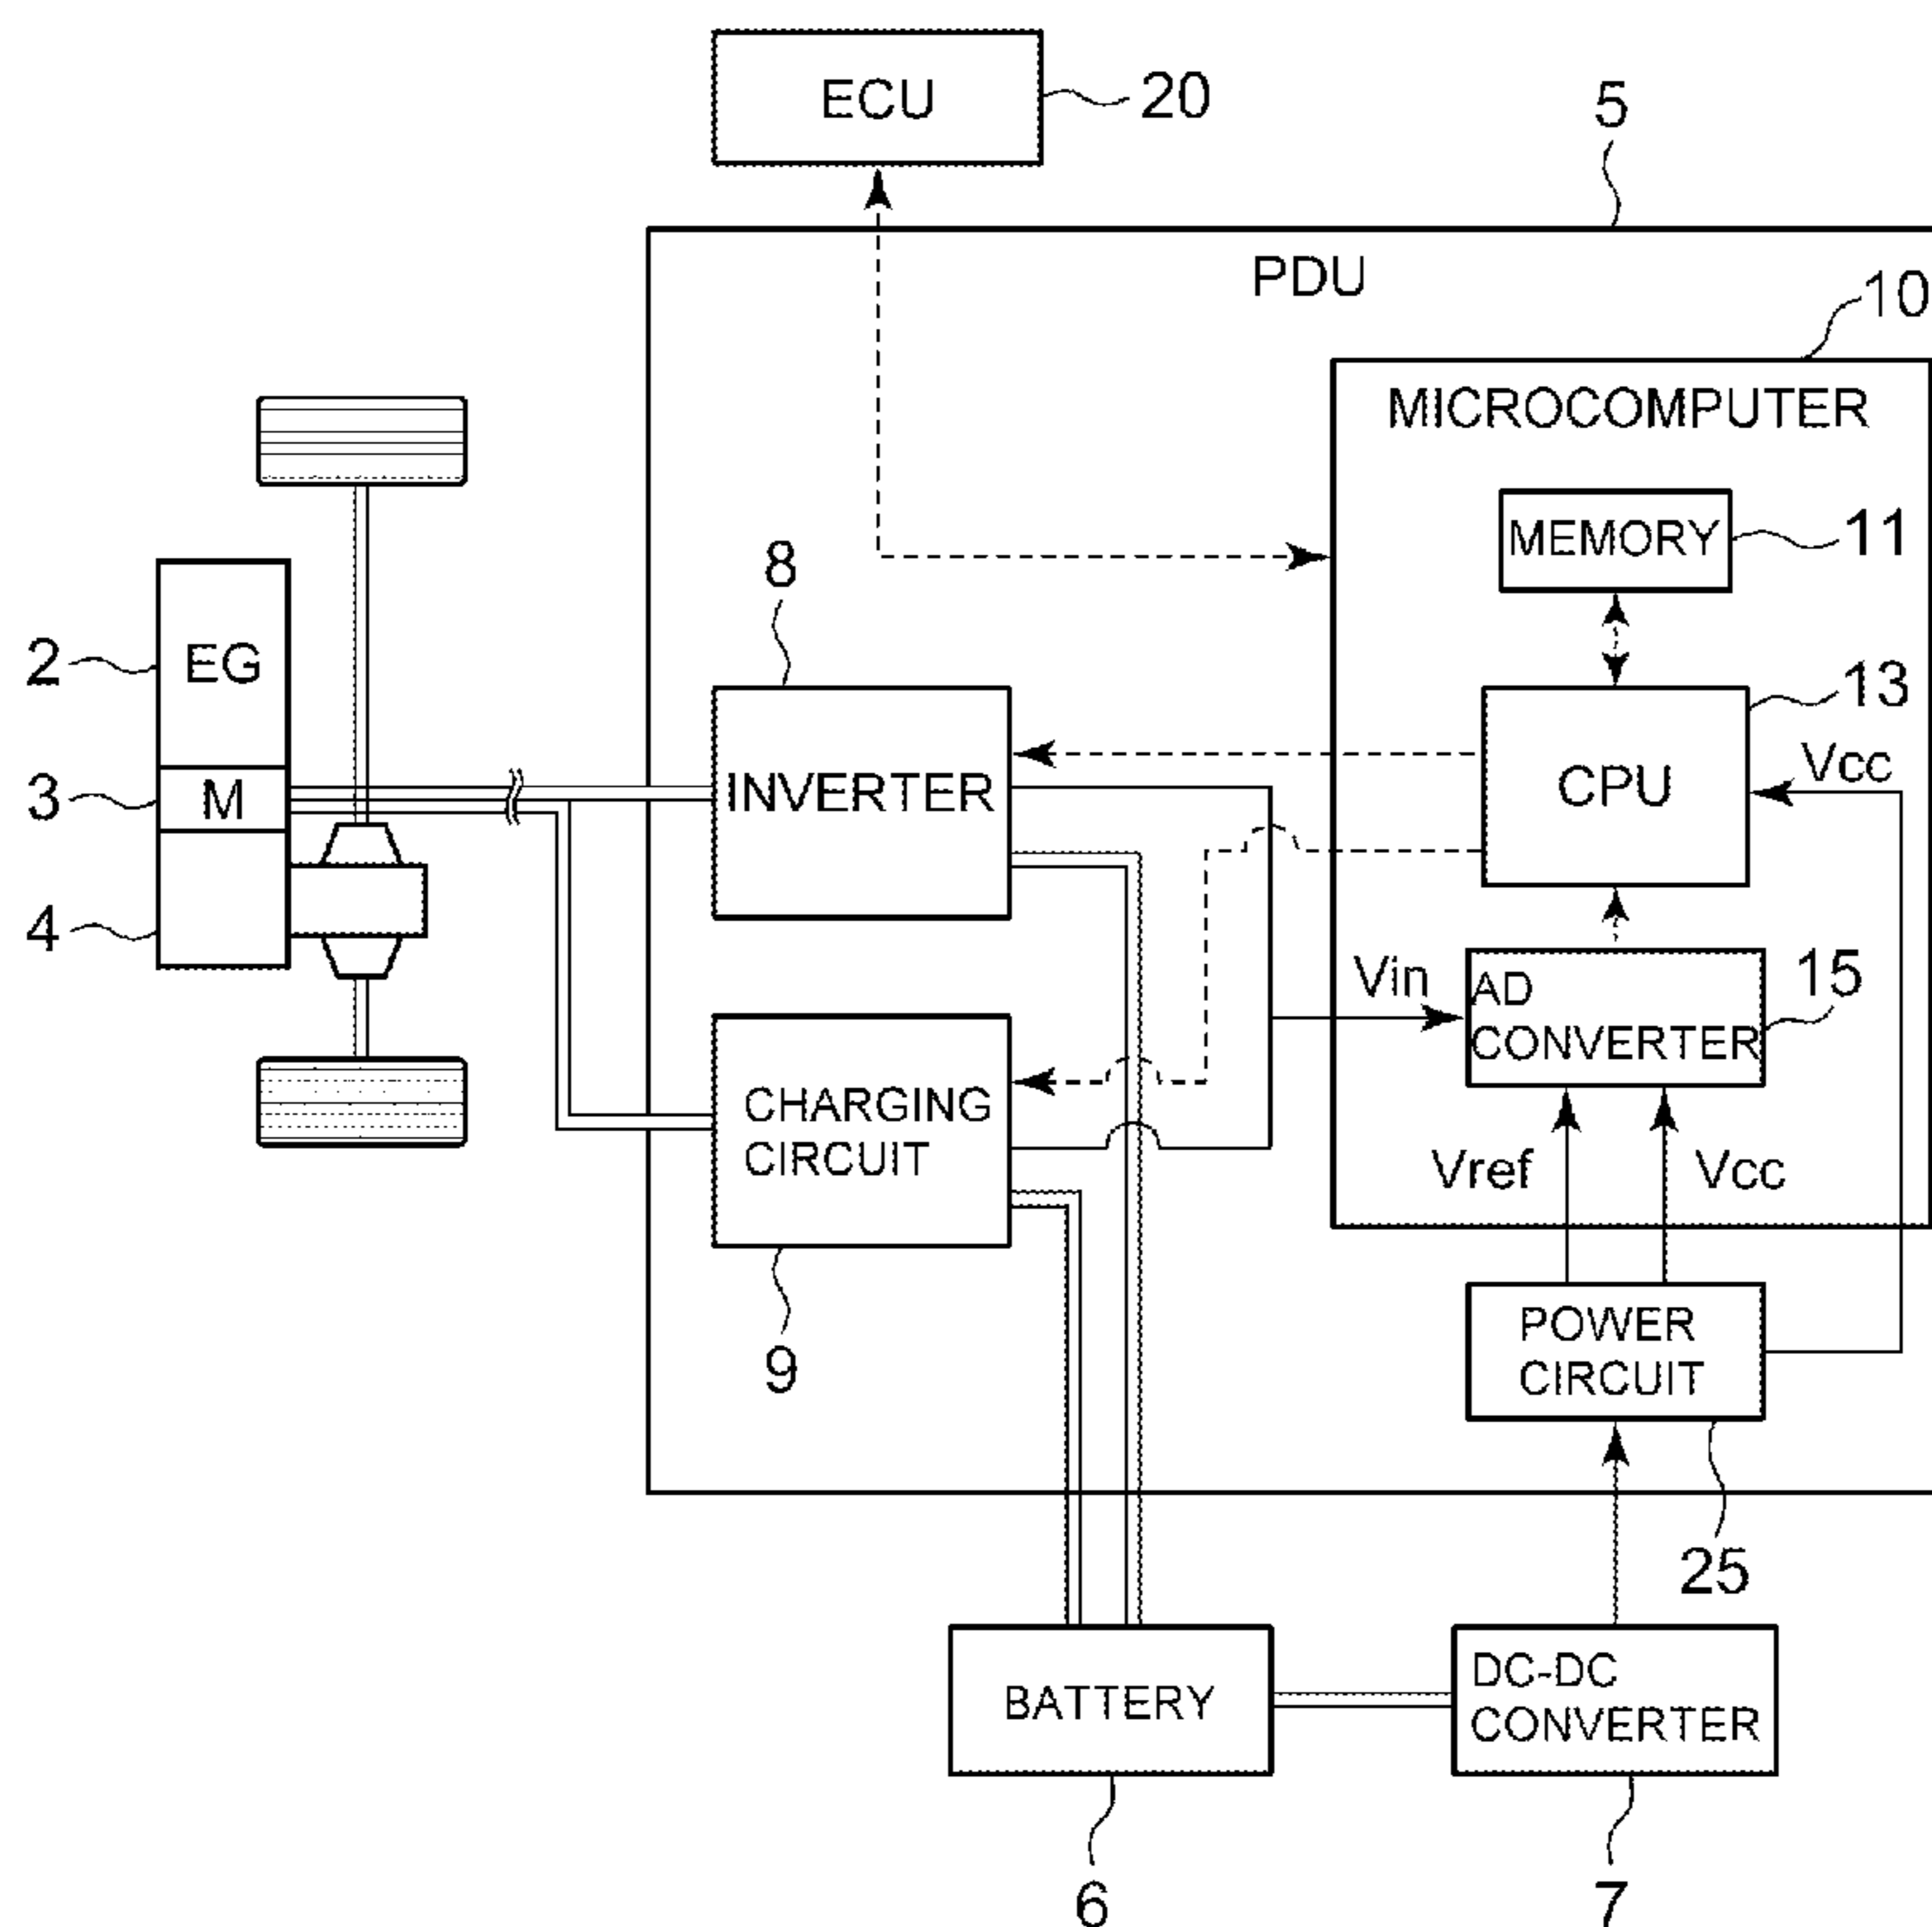 ECU
20
5
PDU
10
MICROCOMPUTER
MEMORY
11
8
2
EG
13
CPU
Vcc
3
M
INVERTER
4
Vin
AD
CONVERTER
15
CHARGING
CIRCUIT
Vref
Vcc
9
POWER
CIRCUIT
25
BATTERY
DC-DC
CONVERTER
6
7